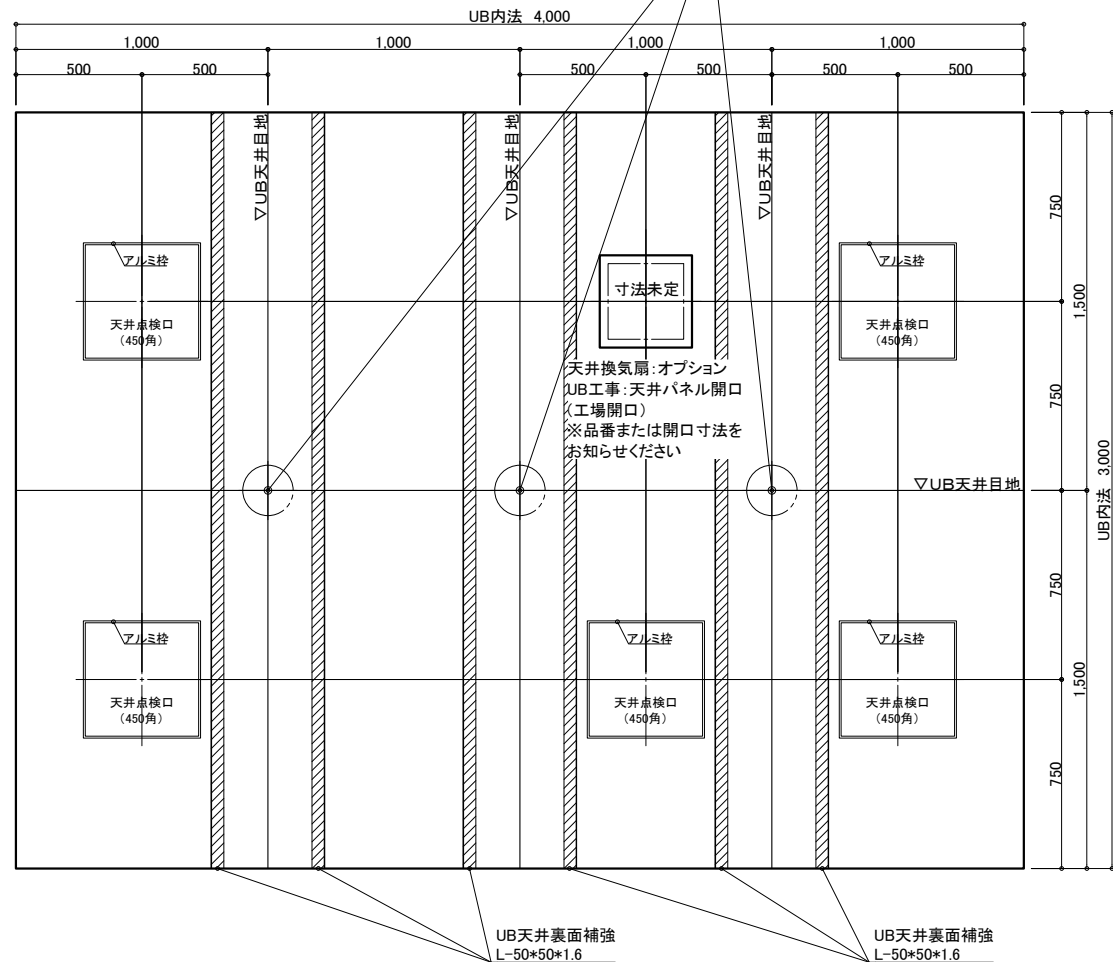 UB内法 4,000
1,000
1,000
1,000
1,000
500
500
500
500
500
500
▽UB天井目地
▽UB天井目地
▽UB天井目地
アルミ枠
天井点検口
(450角)
寸法未定
アルミ枠
天井点検口
(450角)
天井換気扇:オプション
UB工事:天井パネル開口
(工場開口)
※品番または開口寸法を
お知らせください
▽UB天井目地
アルミ枠
天井点検口
(450角)
アルミ枠
天井点検口
(450角)
アルミ枠
天井点検口
(450角)
750
750
750
750
1,500
1,500
UB内法 3,000
UB天井裏面補強
L-50*50*1.6
UB天井裏面補強
L-50*50*1.6